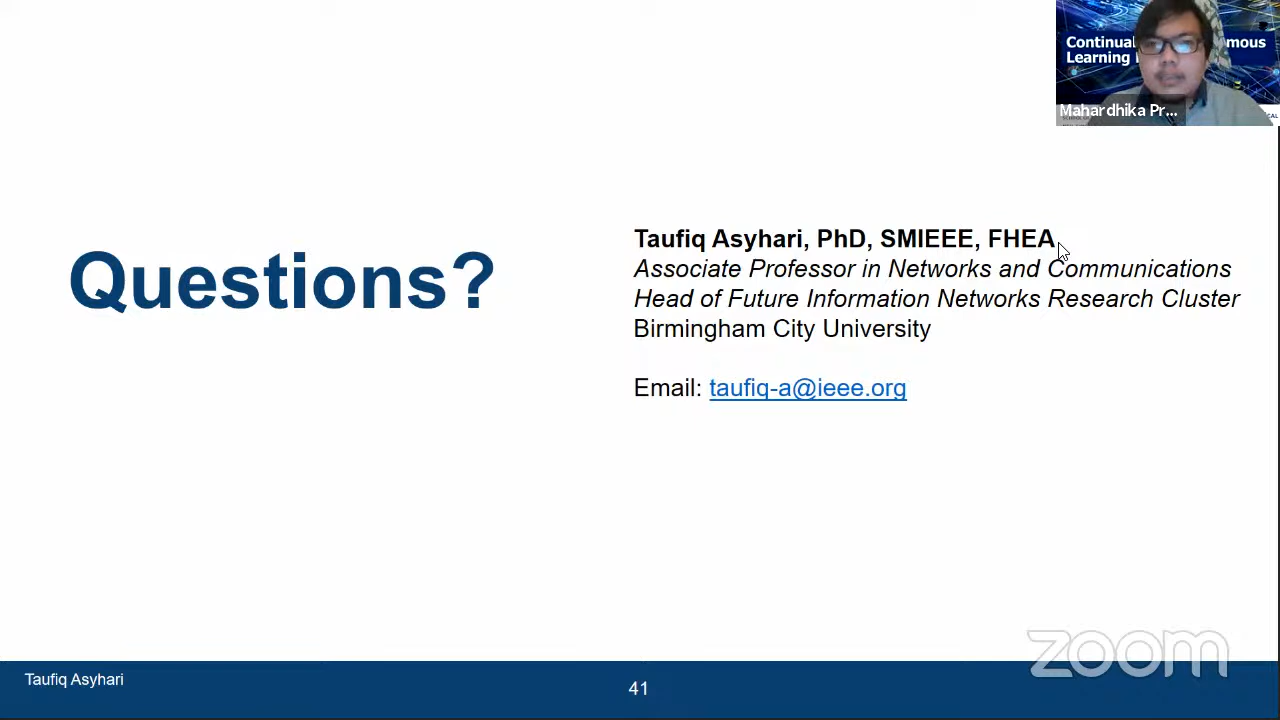 Continual
mous
Learning
Mahardhika Pr...
Questions?
Taufiq Asyhari, PhD, SMIEEE, FHEA
Associate Professor in Networks and Communications
Head of Future Information Networks Research Cluster
Birmingham City University
Email: taufiq-a@ieee.org
zoom
Taufiq Asyhari
41